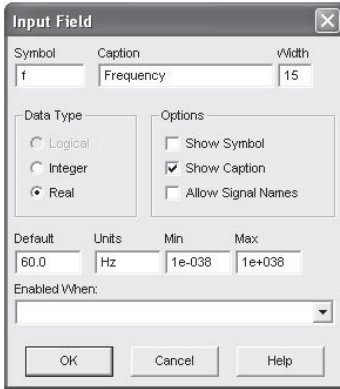 Input Field
Symbol Caption Width
f Frequency 15
Data Type Options
Logical Show Symbol
Integer Show Caption
Real Allow Signal Names
Default Units Min Max
60.0 Hz 1e-038 1e+038
Enabled When:
OK Cancel Help